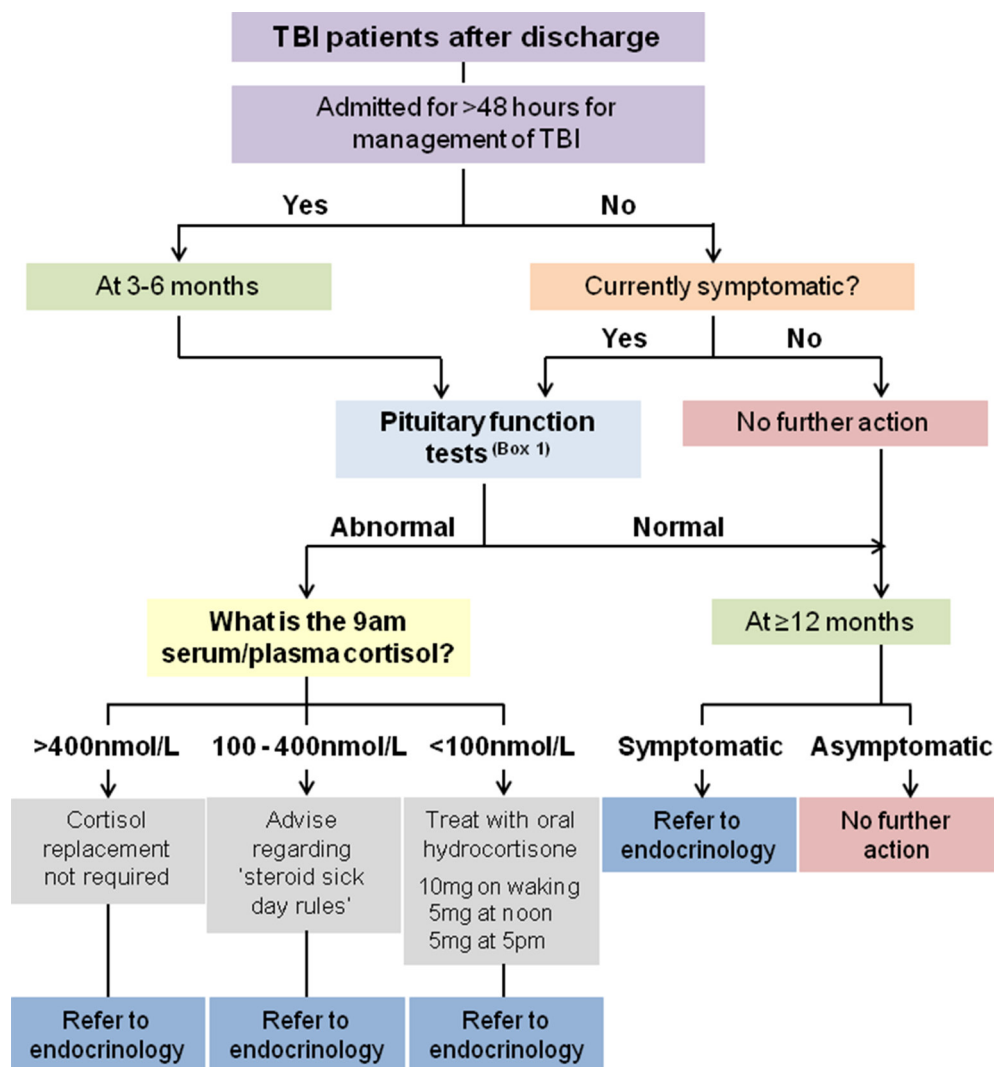 TBI patients after discharge
Admitted for >48 hours for
management of TBI
Yes
No
At 3-6 months
Currently symptomatic?
Yes
No
Pituitary function
tests (Box 1)
No further action
Abnormal
Normal
What is the 9am
serum/plasma cortisol?
At ≥12 months
>400nmol/L
100 - 400nmol/L
<100nmol/L
Symptomatic
Asymptomatic
Cortisol
replacement
not required
Advise
regarding
'steroid sick
day rules'
Treat with oral
hydrocortisone
10mg on waking
5mg at noon
5mg at 5pm
Refer to
endocrinology
No further
action
Refer to
endocrinology
Refer to
endocrinology
Refer to
endocrinology